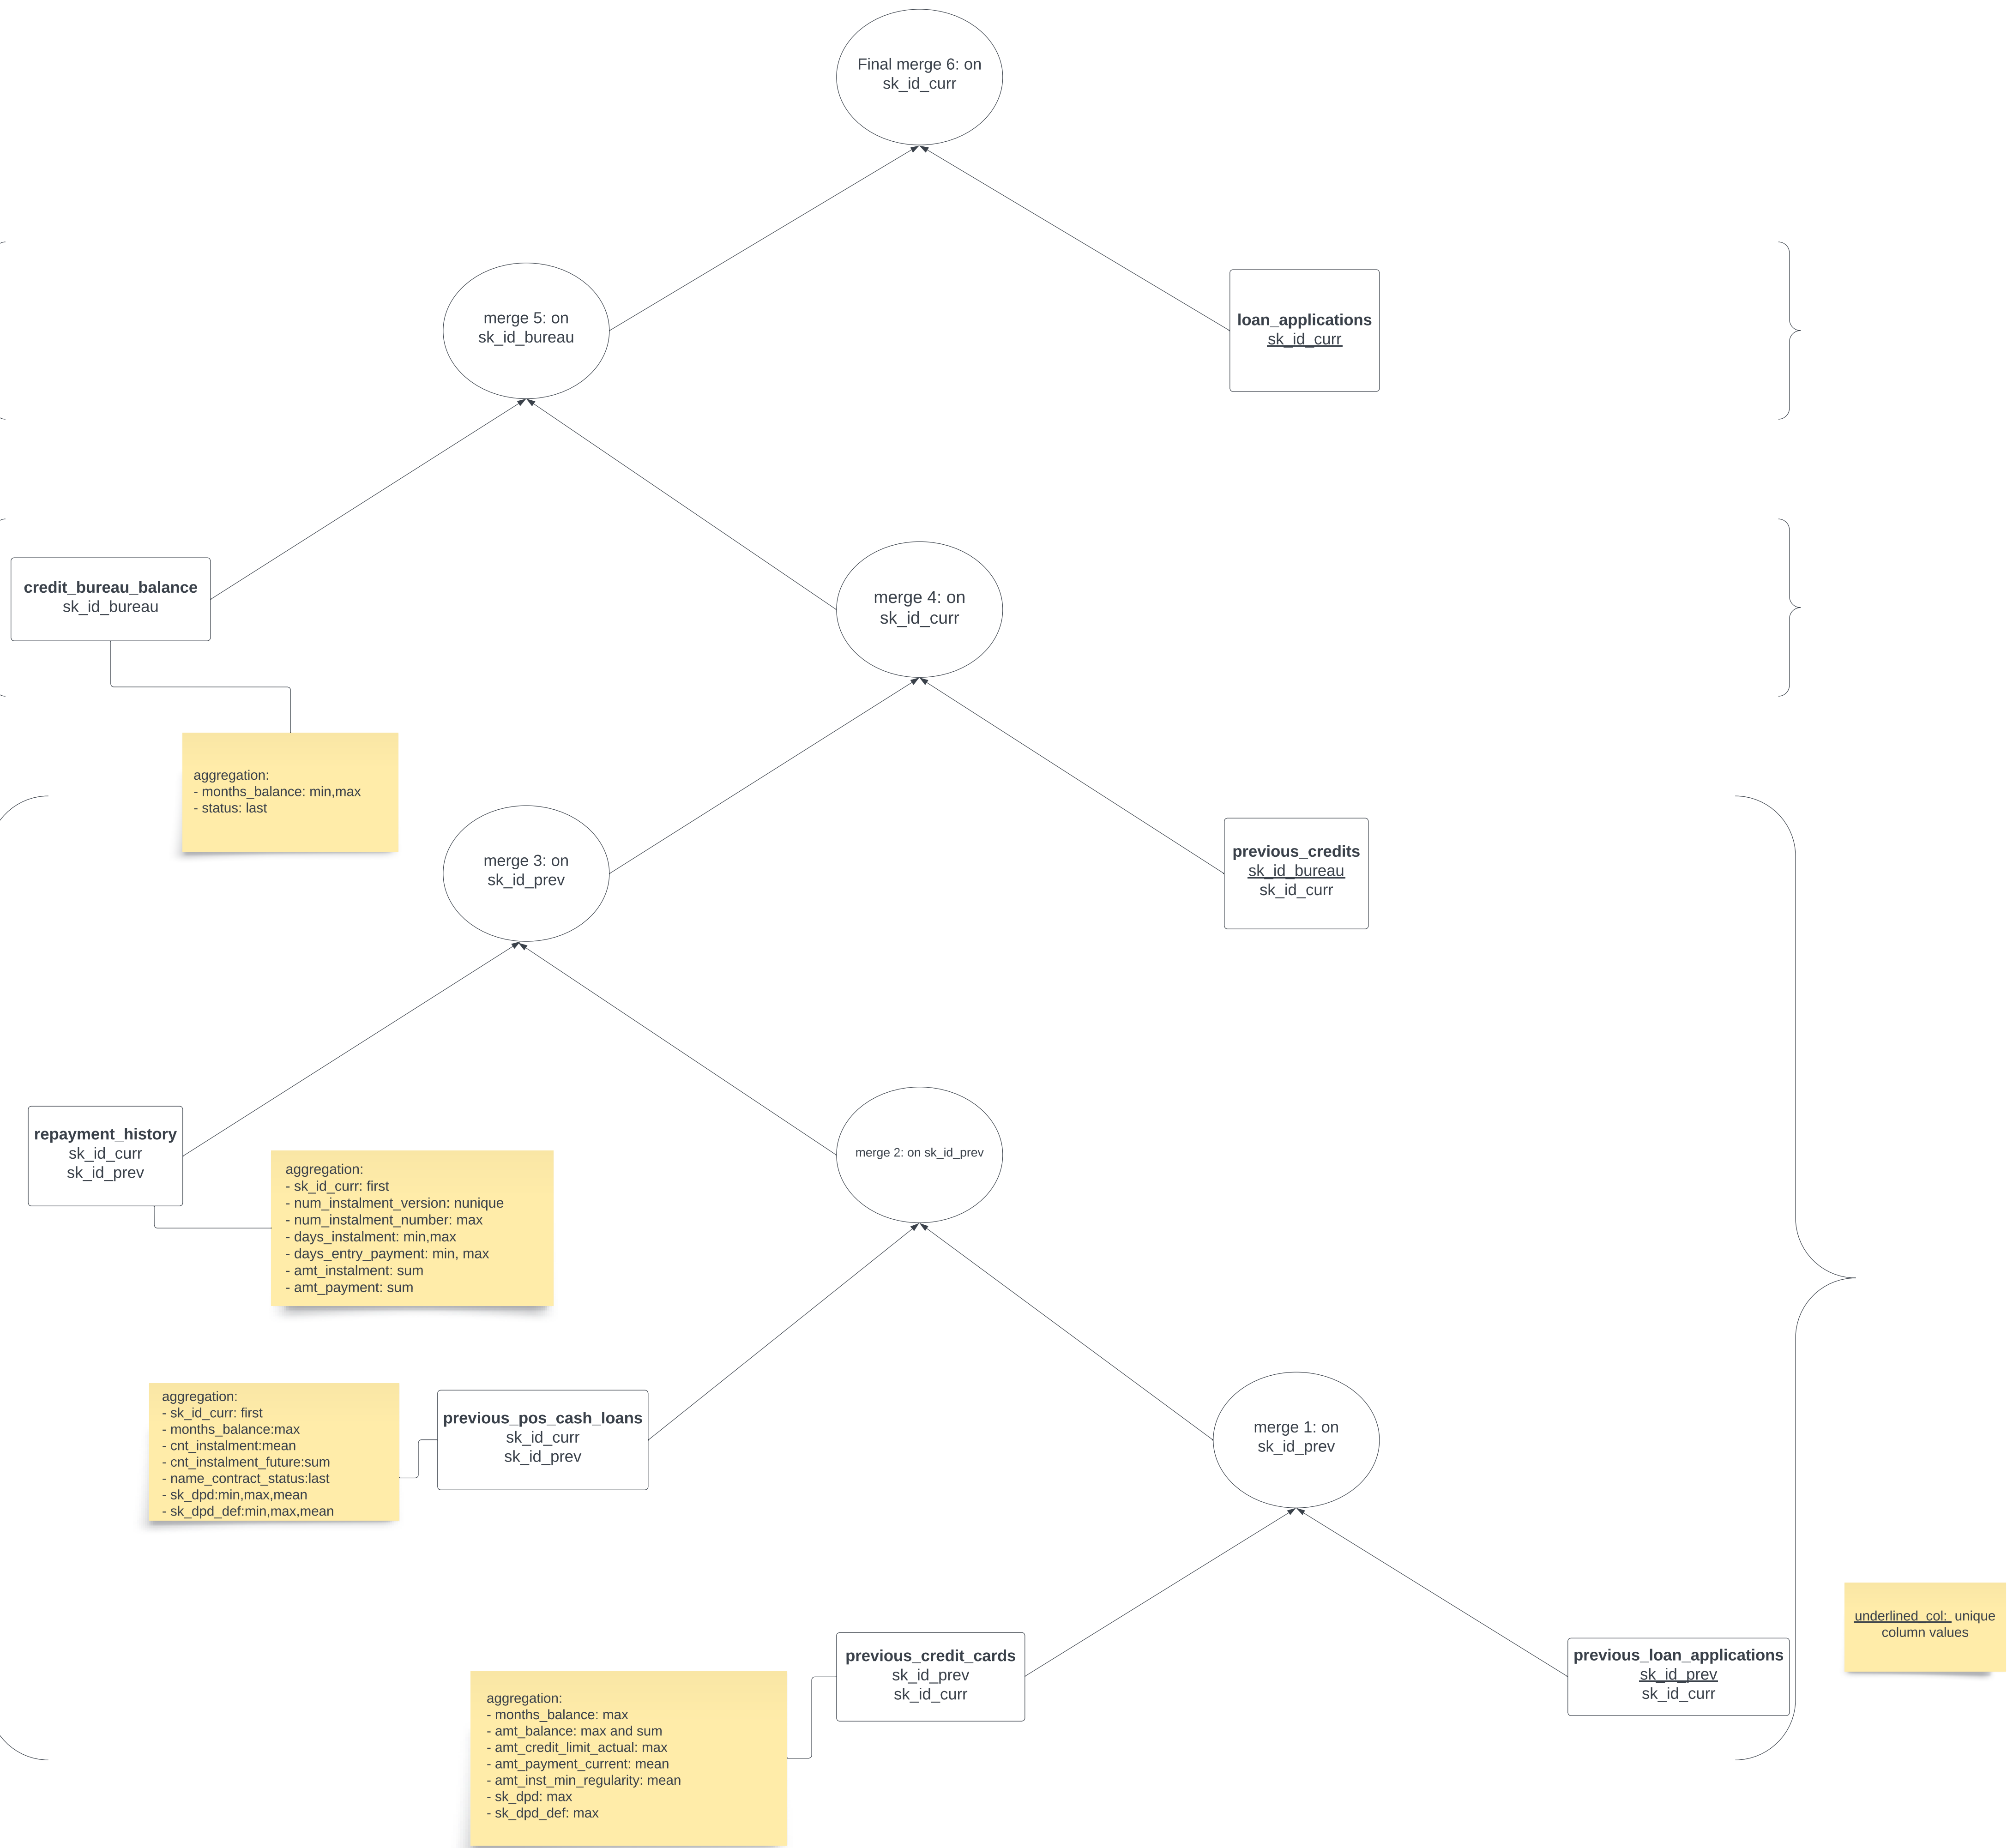 Final merge 6: on
sk_id_curr
merge 5: on
sk_id_bureau
loan_applications
sk_id_curr
credit_bureau_balance
sk_id_bureau
merge 4: on
sk_id_curr
aggregation:
- months_balance: min,max
- status: last
merge 3: on
sk_id_prev
previous_credits
sk_id_bureau
sk_id_curr
repayment_history
sk_id_curr
sk_id_prev
merge 2: on sk_id_prev
aggregation:
- sk_id_curr: first
- num_instalment_version: nunique
- num_instalment_number: max
- days_instalment: min,max
- days_entry_payment: min, max
- amt_instalment: sum
- amt_payment: sum
aggregation:
- sk_id_curr: first
- months_balance:max
- cnt_instalment:mean
- cnt_instalment_future:sum
- name_contract_status:last
- sk_dpd:min,max,mean
- sk_dpd_def:min,max,mean
previous_pos_cash_loans
sk_id_curr
sk_id_prev
merge 1: on
sk_id_prev
underlined_col: unique
column values
previous_credit_cards
sk_id_prev
sk_id_curr
previous_loan_applications
sk_id_prev
sk_id_curr
aggregation:
- months_balance: max
- amt_balance: max and sum
- amt_credit_limit_actual: max
- amt_payment_current: mean
- amt_inst_min_regularity: mean
- sk_dpd: max
- sk_dpd_def: max